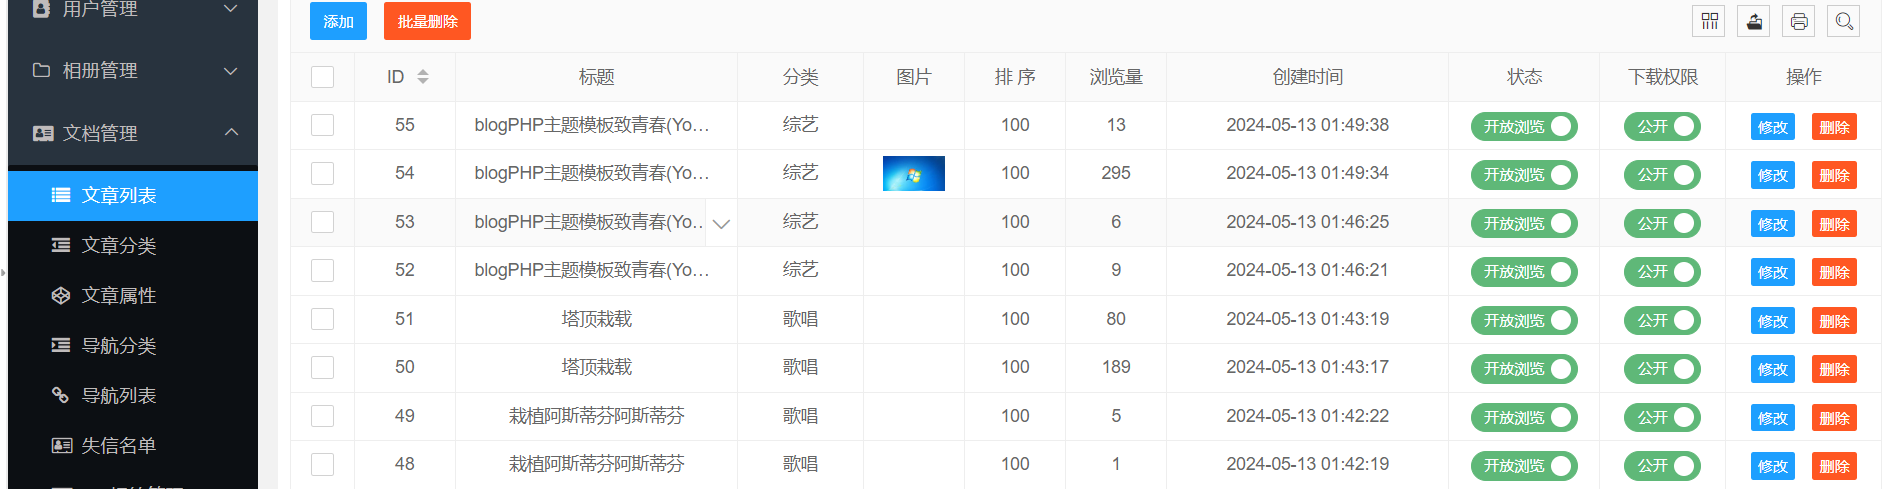 用户管理
相册管理
文档管理
文章列表
文章分类
文章属性
导航分类
导航列表
失信名单
添加 批量删除
ID 标题 分类 图片 排 序 浏览量 创建时间 状态 下载权限 操作
55 blogPHP主题模板致青春(Yo... 综艺 100 13 2024-05-13 01:49:38 开放浏览 公开 修改 删除
54 blogPHP主题模板致青春(Yo... 综艺 100 295 2024-05-13 01:49:34 开放浏览 公开 修改 删除
53 blogPHP主题模板致青春(Yo... 综艺 100 6 2024-05-13 01:46:25 开放浏览 公开 修改 删除
52 blogPHP主题模板致青春(Yo... 综艺 100 9 2024-05-13 01:46:21 开放浏览 公开 修改 删除
51 塔顶栽载 歌唱 100 80 2024-05-13 01:43:19 开放浏览 公开 修改 删除
50 塔顶栽载 歌唱 100 189 2024-05-13 01:43:17 开放浏览 公开 修改 删除
49 栽植阿斯蒂芬阿斯蒂芬 歌唱 100 5 2024-05-13 01:42:22 开放浏览 公开 修改 删除
48 栽植阿斯蒂芬阿斯蒂芬 歌唱 100 1 2024-05-13 01:42:19 开放浏览 公开 修改 删除